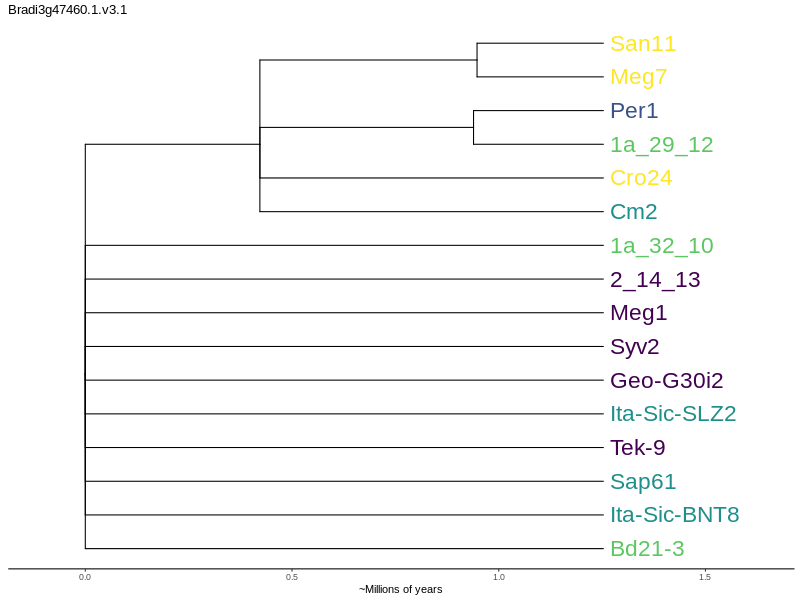 Bradi3g47460.1.v3.1
San11
Meg7
Per1
1a_29_12
Cro24
Cm2
1a_32_10
2_14_13
Meg1
Syv2
Geo-G30i2
Ita-Sic-SLZ2
Tek-9
Sap61
Ita-Sic-BNT8
Bd21-3
0.0 0.5 1.0 1.5
~Millions of years